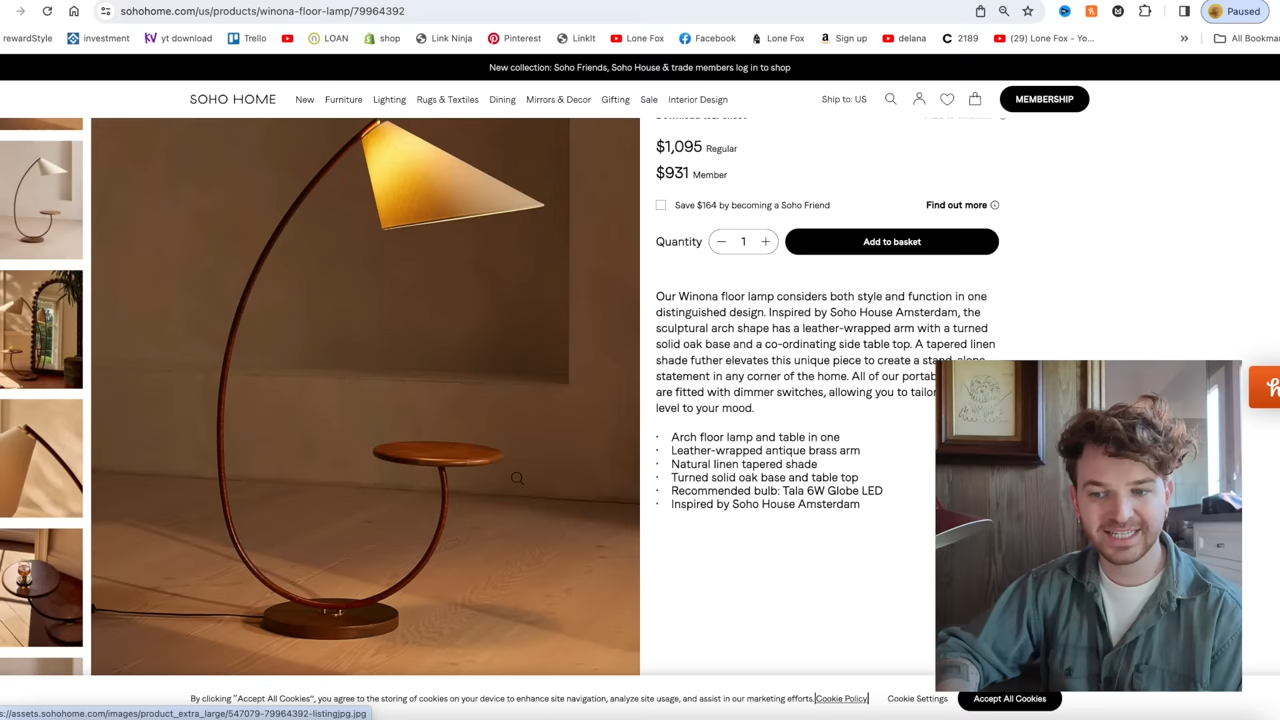 sohohome.com/us/products/winona-floor-lamp/79964392
Paused
rewardStyle investment yt download Trello LOAN shop Link Ninja Pinterest LinkIt Lone Fox Facebook Lone Fox Sign up delana 2189 (29) Lone Fox - Yo... » All Bookmar
New collection: Soho Friends, Soho House & trade members log in to shop
SOHO HOME New Furniture Lighting Rugs & Textiles Dining Mirrors & Decor Gifting Sale Interior Design Ship to: US MEMBERSHIP
$1,095 Regular
$931 Member
Save $164 by becoming a Soho Friend Find out more
Quantity − 1 + Add to basket
Our Winona floor lamp considers both style and function in one
distinguished design. Inspired by Soho House Amsterdam, the
sculptural arch shape has a leather-wrapped arm with a turned
solid oak base and a co-ordinating side table top. A tapered linen
shade futher elevates this unique piece to create a stand-alone
statement in any corner of the home. All of our portab
are fitted with dimmer switches, allowing you to tailor
level to your mood.
· Arch floor lamp and table in one
· Leather-wrapped antique brass arm
· Natural linen tapered shade
· Turned solid oak base and table top
· Recommended bulb: Tala 6W Globe LED
· Inspired by Soho House Amsterdam
By clicking "Accept All Cookies", you agree to the storing of cookies on your device to enhance site navigation, analyze site usage, and assist in our marketing efforts. Cookie Policy Cookie Settings Accept All Cookies
s://assets.sohohome.com/images/product_extra_large/547079-79964392-listingjpg.jpg